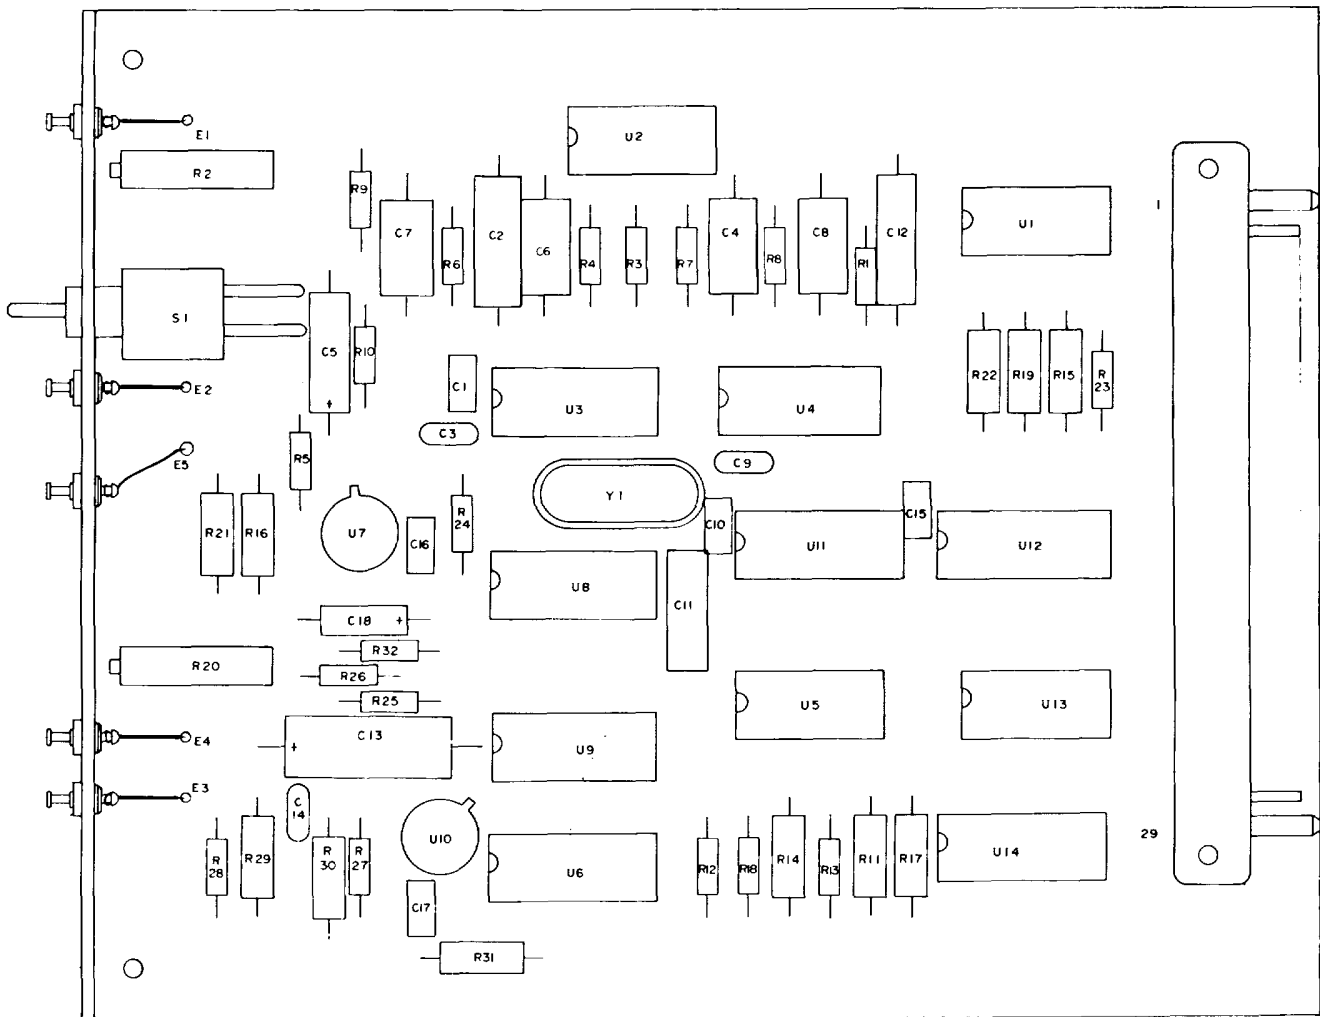 E1
R2
U2
R9
C7
R6
C2
C6
R4
R3
R7
C4
R8
C8
R1
C12
U1
1
S1
C5
+
R10
C1
U3
U4
R22
R19
R15
R
23
E2
C3
C9
E5
R5
R21
R16
U7
C16
R
24
Y1
C10
U11
C15
U12
U8
C11
C18
+
R32
R20
R26
R25
U5
U13
E4
+
C13
U9
E3
C
14
R
28
R29
R
30
R
27
U10
C17
U6
R12
R18
R14
R13
R11
R17
U14
29
R31